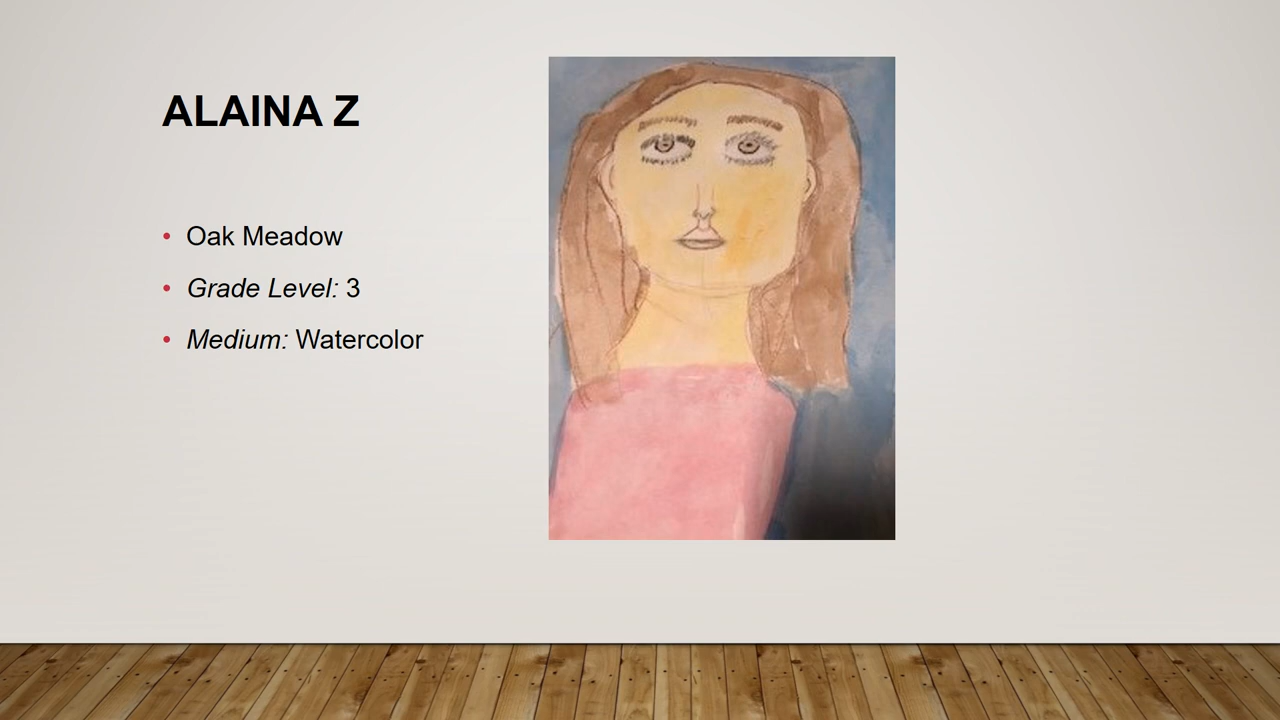 ALAINA Z
• Oak Meadow
• Grade Level: 3
• Medium: Watercolor